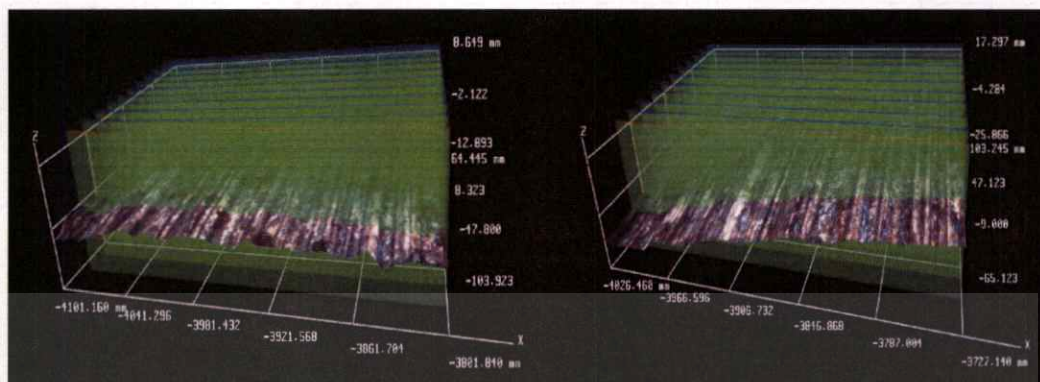 8.649 mm
-2.122
-12.893
64.445 mm
8.323
-47.800
-103.923
Z
-4101.160 mm
-4041.296
-3981.432
-3921.568
-3861.704
-3801.840 mm
X
17.297 mm
-4.284
-25.866
103.245 mm
47.123
-9.000
-65.123
Z
-4026.468 mm
-3966.596
-3906.732
-3846.868
-3787.004
-3727.140 mm
X